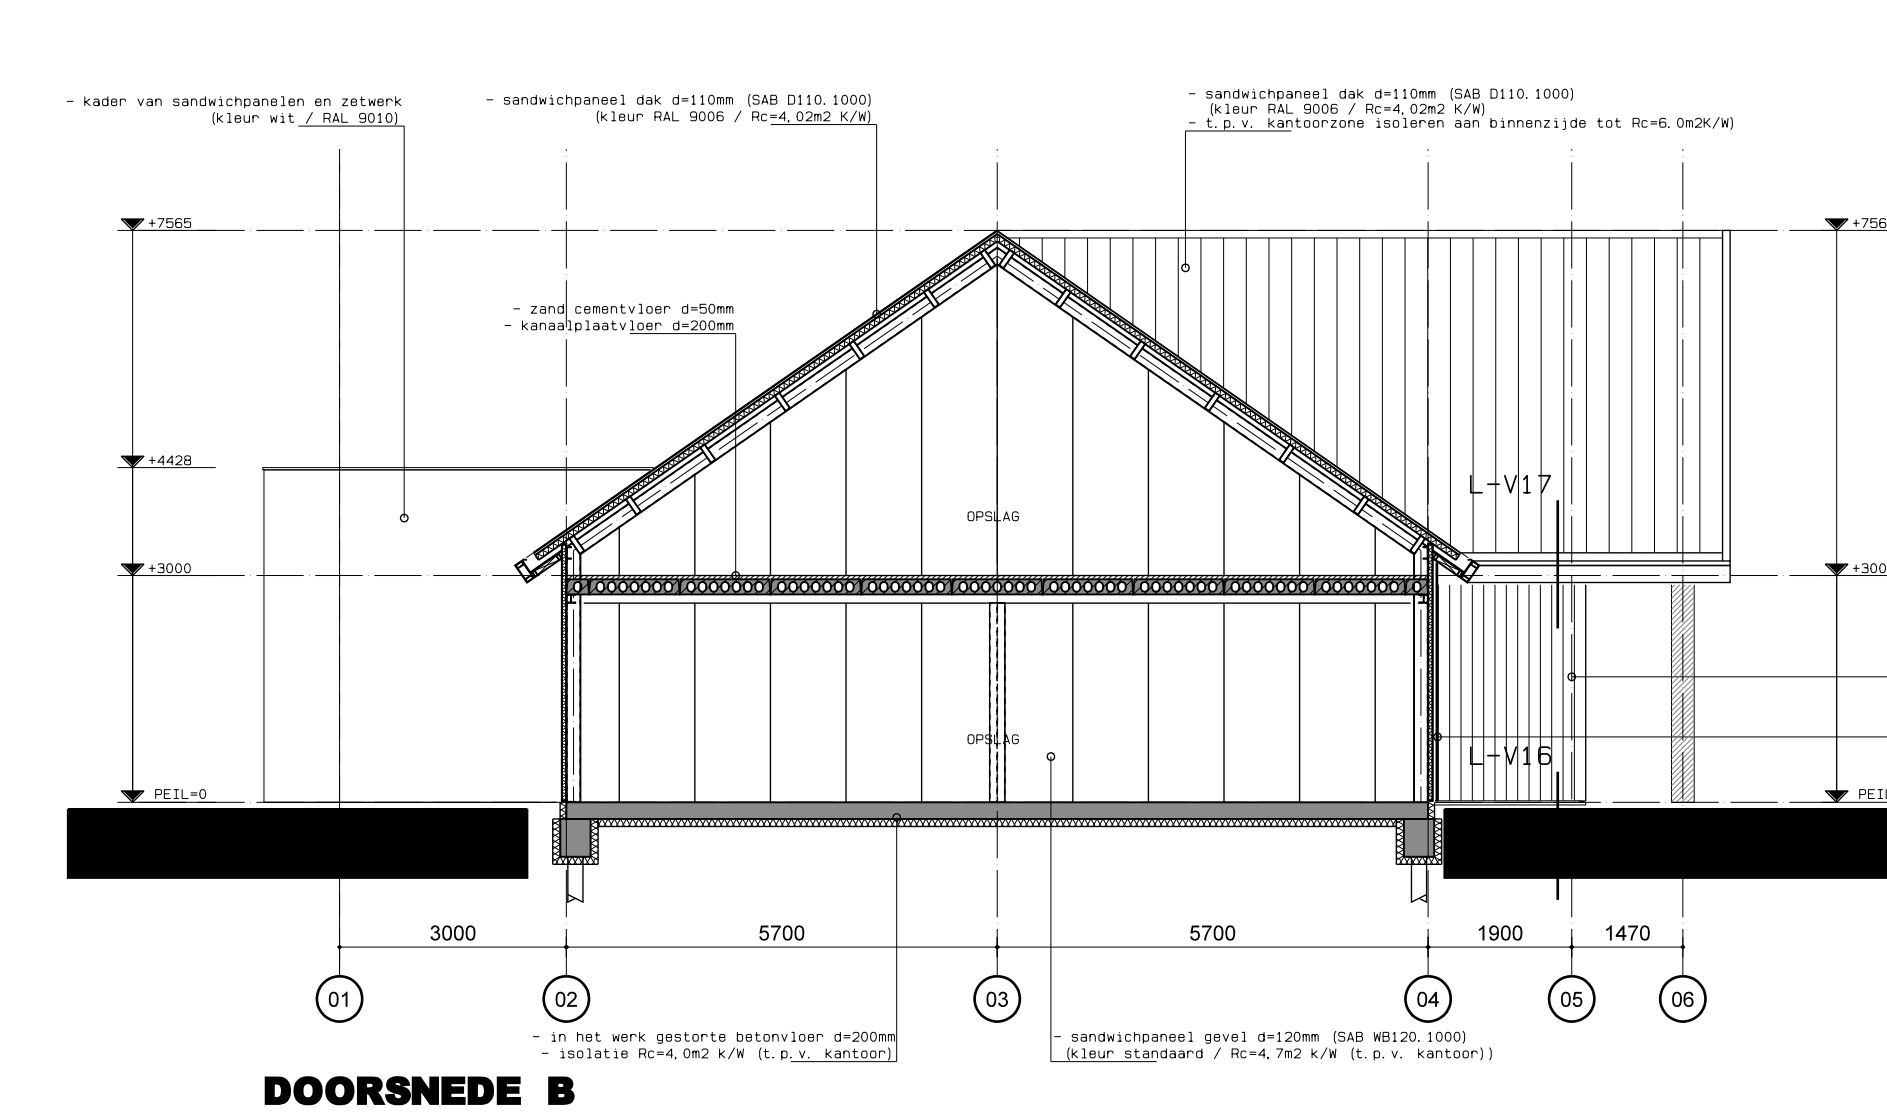 - kader van sandwichpanelen en zetwerk
(kleur wit / RAL 9010)
- sandwichpaneel dak d=110mm (SAB D110.1000)
(kleur RAL 9006 / Rc=4,02m2 K/W)
- sandwichpaneel dak d=110mm (SAB D110.1000)
(kleur RAL 9006 / Rc=4,02m2 K/W)
- t.p.v. kantoorzone isoleren aan binnenzijde tot Rc=6.0m2K/W)
+7565
+756
- zand cementvloer d=50mm
- kanaalplaatvloer d=200mm
+4428
L-V17
OPSLAG
+3000
+300
OPSLAG
L-V16
PEIL=0
PEIL
3000
5700
5700
1900
1470
01
02
03
04
05
06
- in het werk gestorte betonvloer d=200mm
- isolatie Rc=4,0m2 k/W (t.p.v. kantoor)
- sandwichpaneel gevel d=120mm (SAB WB120.1000)
(kleur standaard / Rc=4,7m2 k/W (t.p.v. kantoor))
DOORSNEDE B